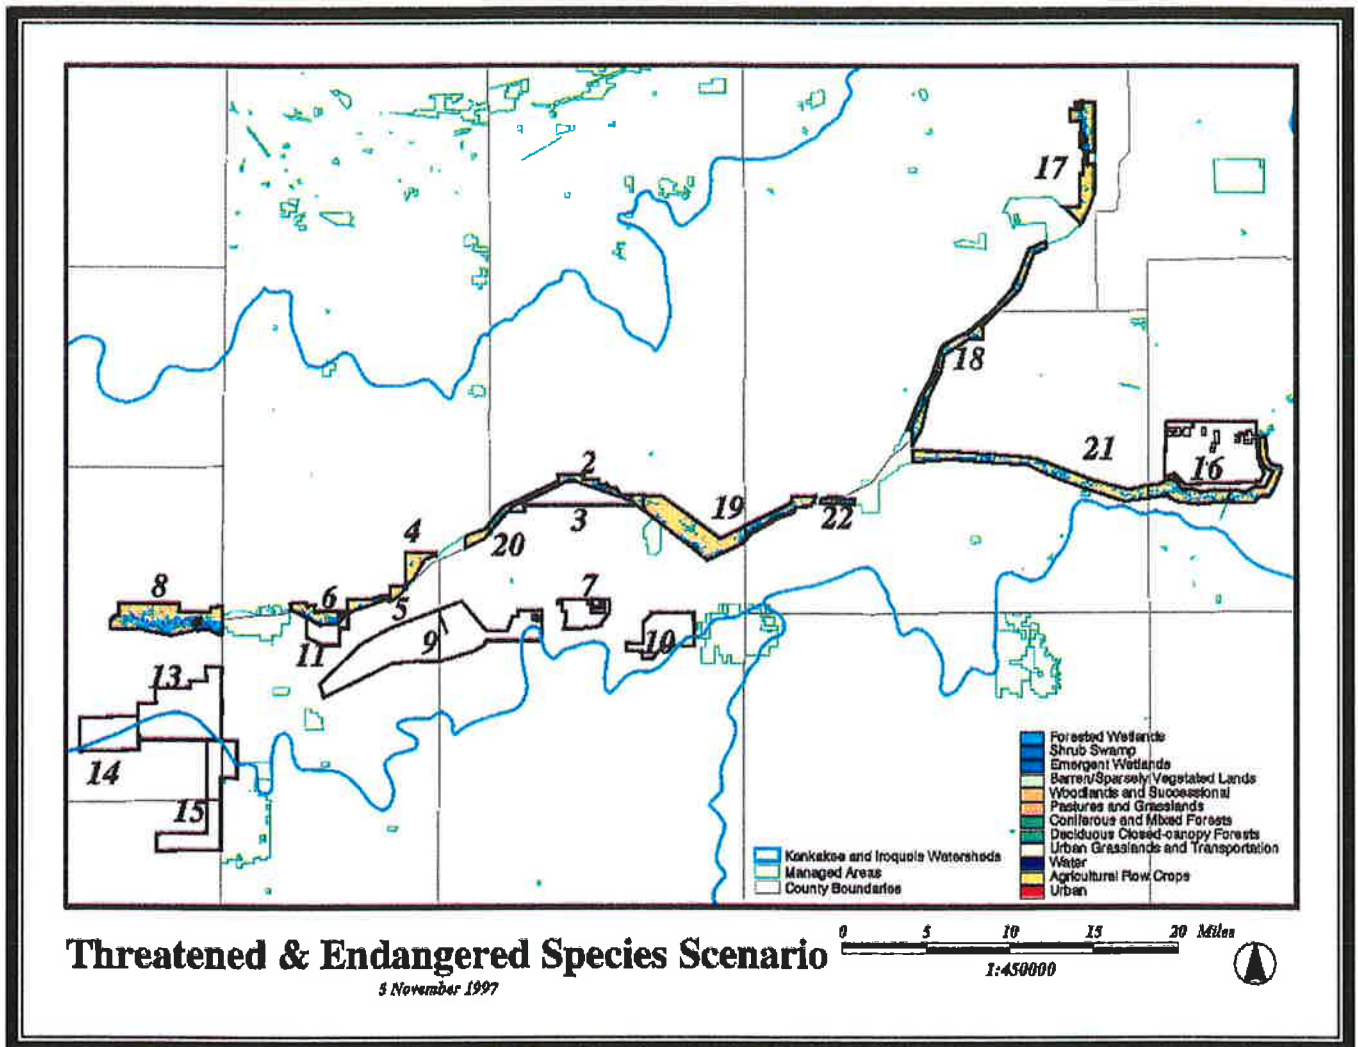 17
18
21
16
2
19
3
22
4
20
8
6
5
7
11
9
10
13
14
15
Forested Wetlands
Shrub Swamp
Emergent Wetlands
Barren/Sparsely Vegetated Lands
Woodlands and Successional
Pastures and Grasslands
Coniferous and Mixed Forests
Deciduous Closed-canopy Forests
Urban Grasslands and Transportation
Water
Agricultural Row Crops
Urban
Kankakee and Iroquois Watersheds
Managed Areas
County Boundaries
Threatened & Endangered Species Scenario
5 November 1997
0 5 10 15 20 Miles
1:450000